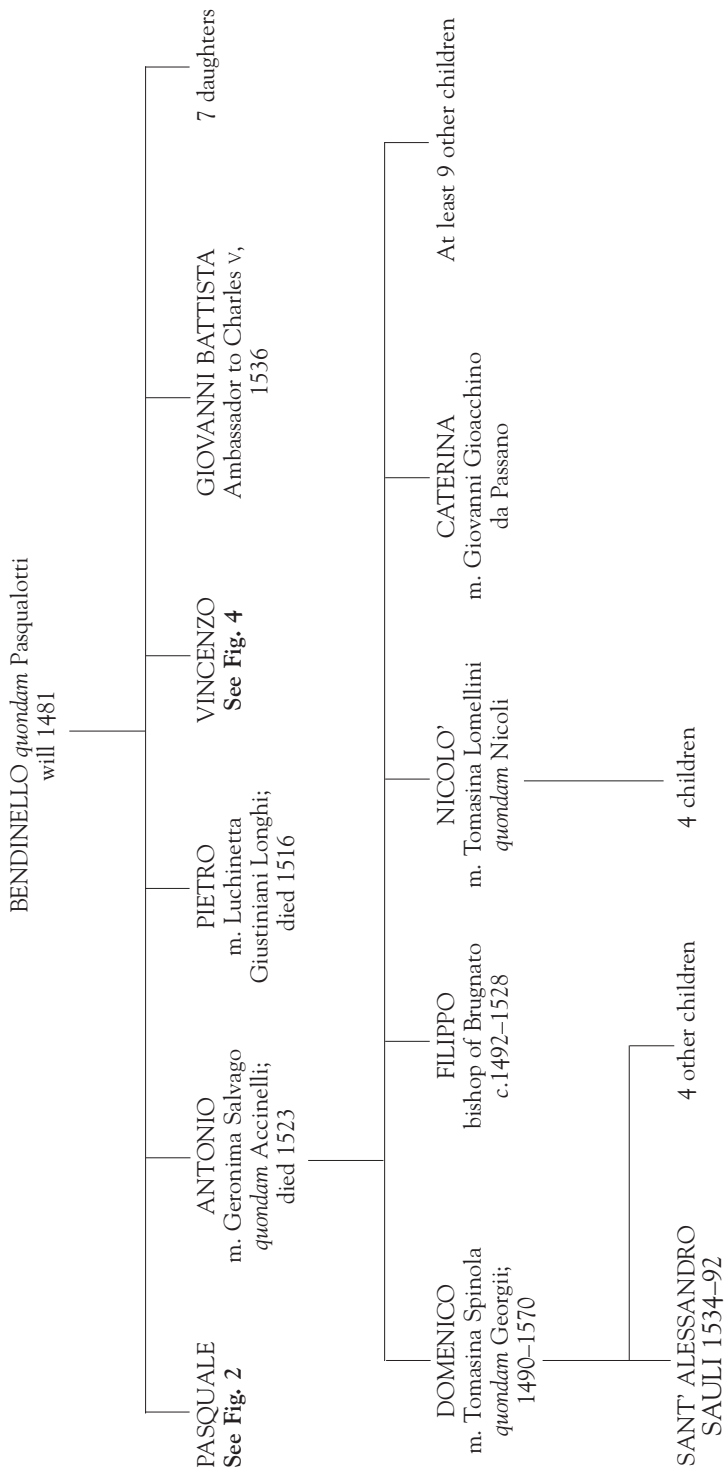 BENDINELLO quondam Pasqualotti
will 1481
PASQUALE
See Fig. 2
ANTONIO
m. Geronima Salvago
quondam Accinelli;
died 1523
PIETRO
m. Luchinetta
Giustiniani Longhi;
died 1516
VINCENZO
See Fig. 4
GIOVANNI BATTISTA
Ambassador to Charles V,
1536
7 daughters
DOMENICO
m. Tomasina Spinola
quondam Georgii;
1490–1570
FILIPPO
bishop of Brugnato
c.1492–1528
NICOLO’
m. Tomasina Lomellini
quondam Nicoli
CATERINA
m. Giovanni Gioacchino
da Passano
At least 9 other children
SANT’ ALESSANDRO
SAULI 1534–92
4 other children
4 children